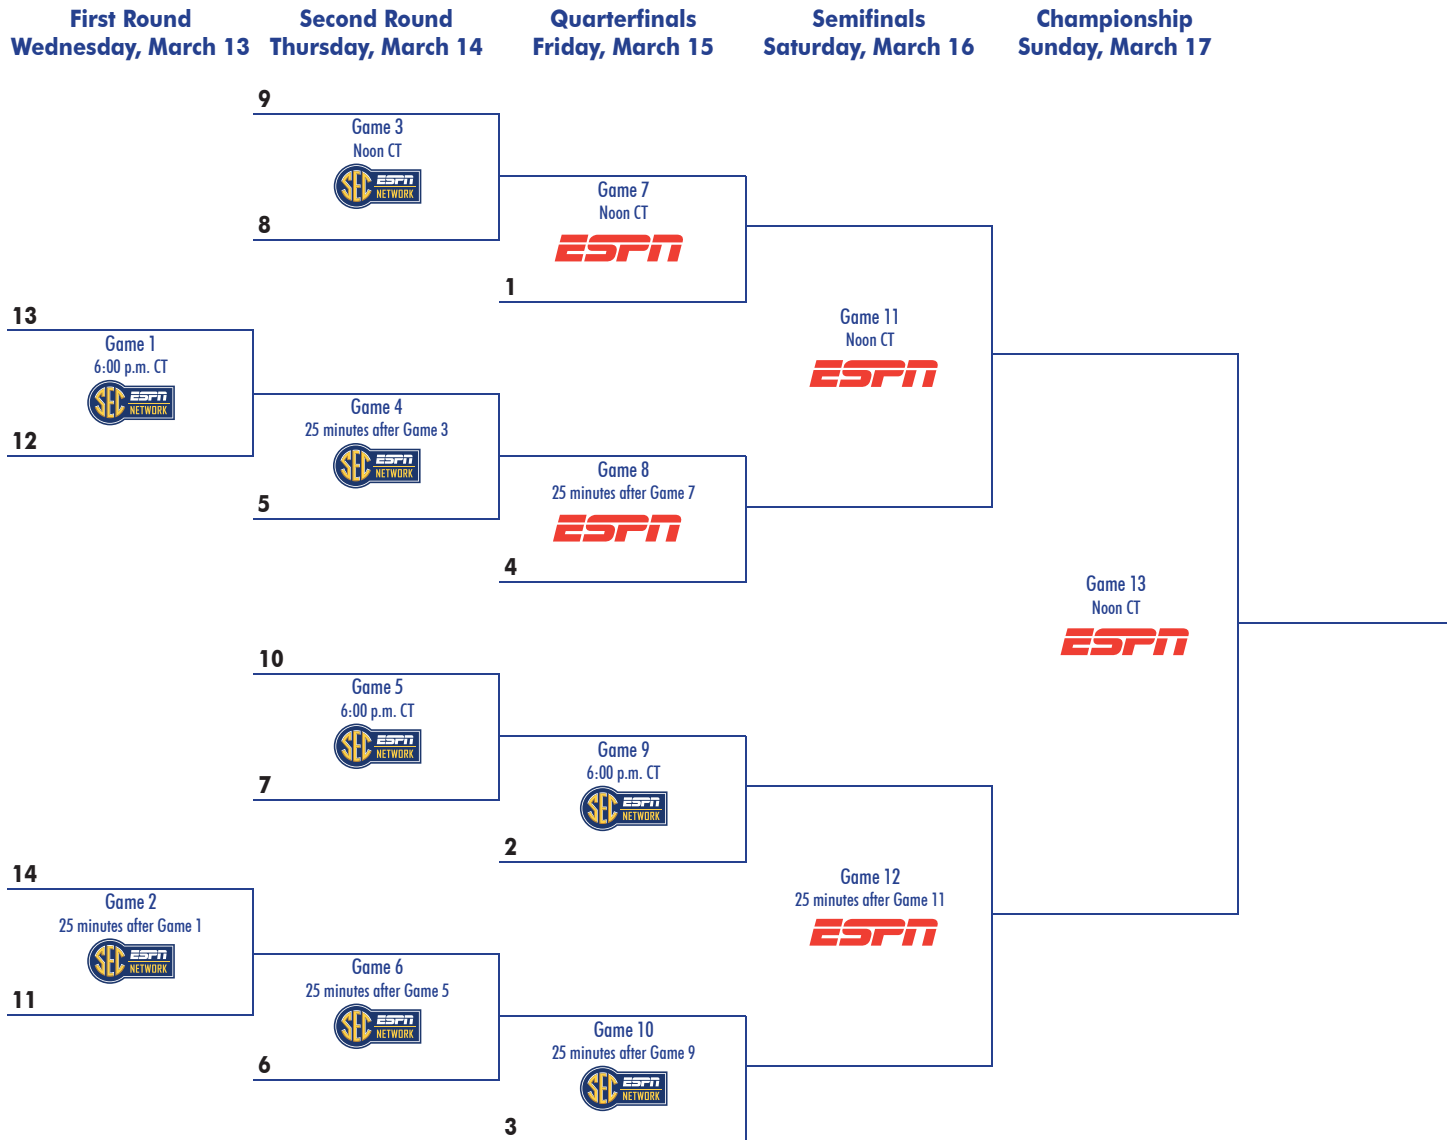 First Round
Wednesday, March 13
Second Round
Thursday, March 14
Quarterfinals
Friday, March 15
Semifinals
Saturday, March 16
Championship
Sunday, March 17
9
Game 3
Noon CT
SEC ESPN
NETWORK
8
Game 7
Noon CT
ESPN
1
13
Game 1
6:00 p.m. CT
SEC ESPN
NETWORK
12
Game 4
25 minutes after Game 3
SEC ESPN
NETWORK
5
Game 8
25 minutes after Game 7
ESPN
4
Game 11
Noon CT
ESPN
Game 13
Noon CT
ESPN
10
Game 5
6:00 p.m. CT
SEC ESPN
NETWORK
7
Game 9
6:00 p.m. CT
SEC ESPN
NETWORK
2
14
Game 2
25 minutes after Game 1
SEC ESPN
NETWORK
11
Game 6
25 minutes after Game 5
SEC ESPN
NETWORK
6
Game 10
25 minutes after Game 9
SEC ESPN
NETWORK
3
Game 12
25 minutes after Game 11
ESPN